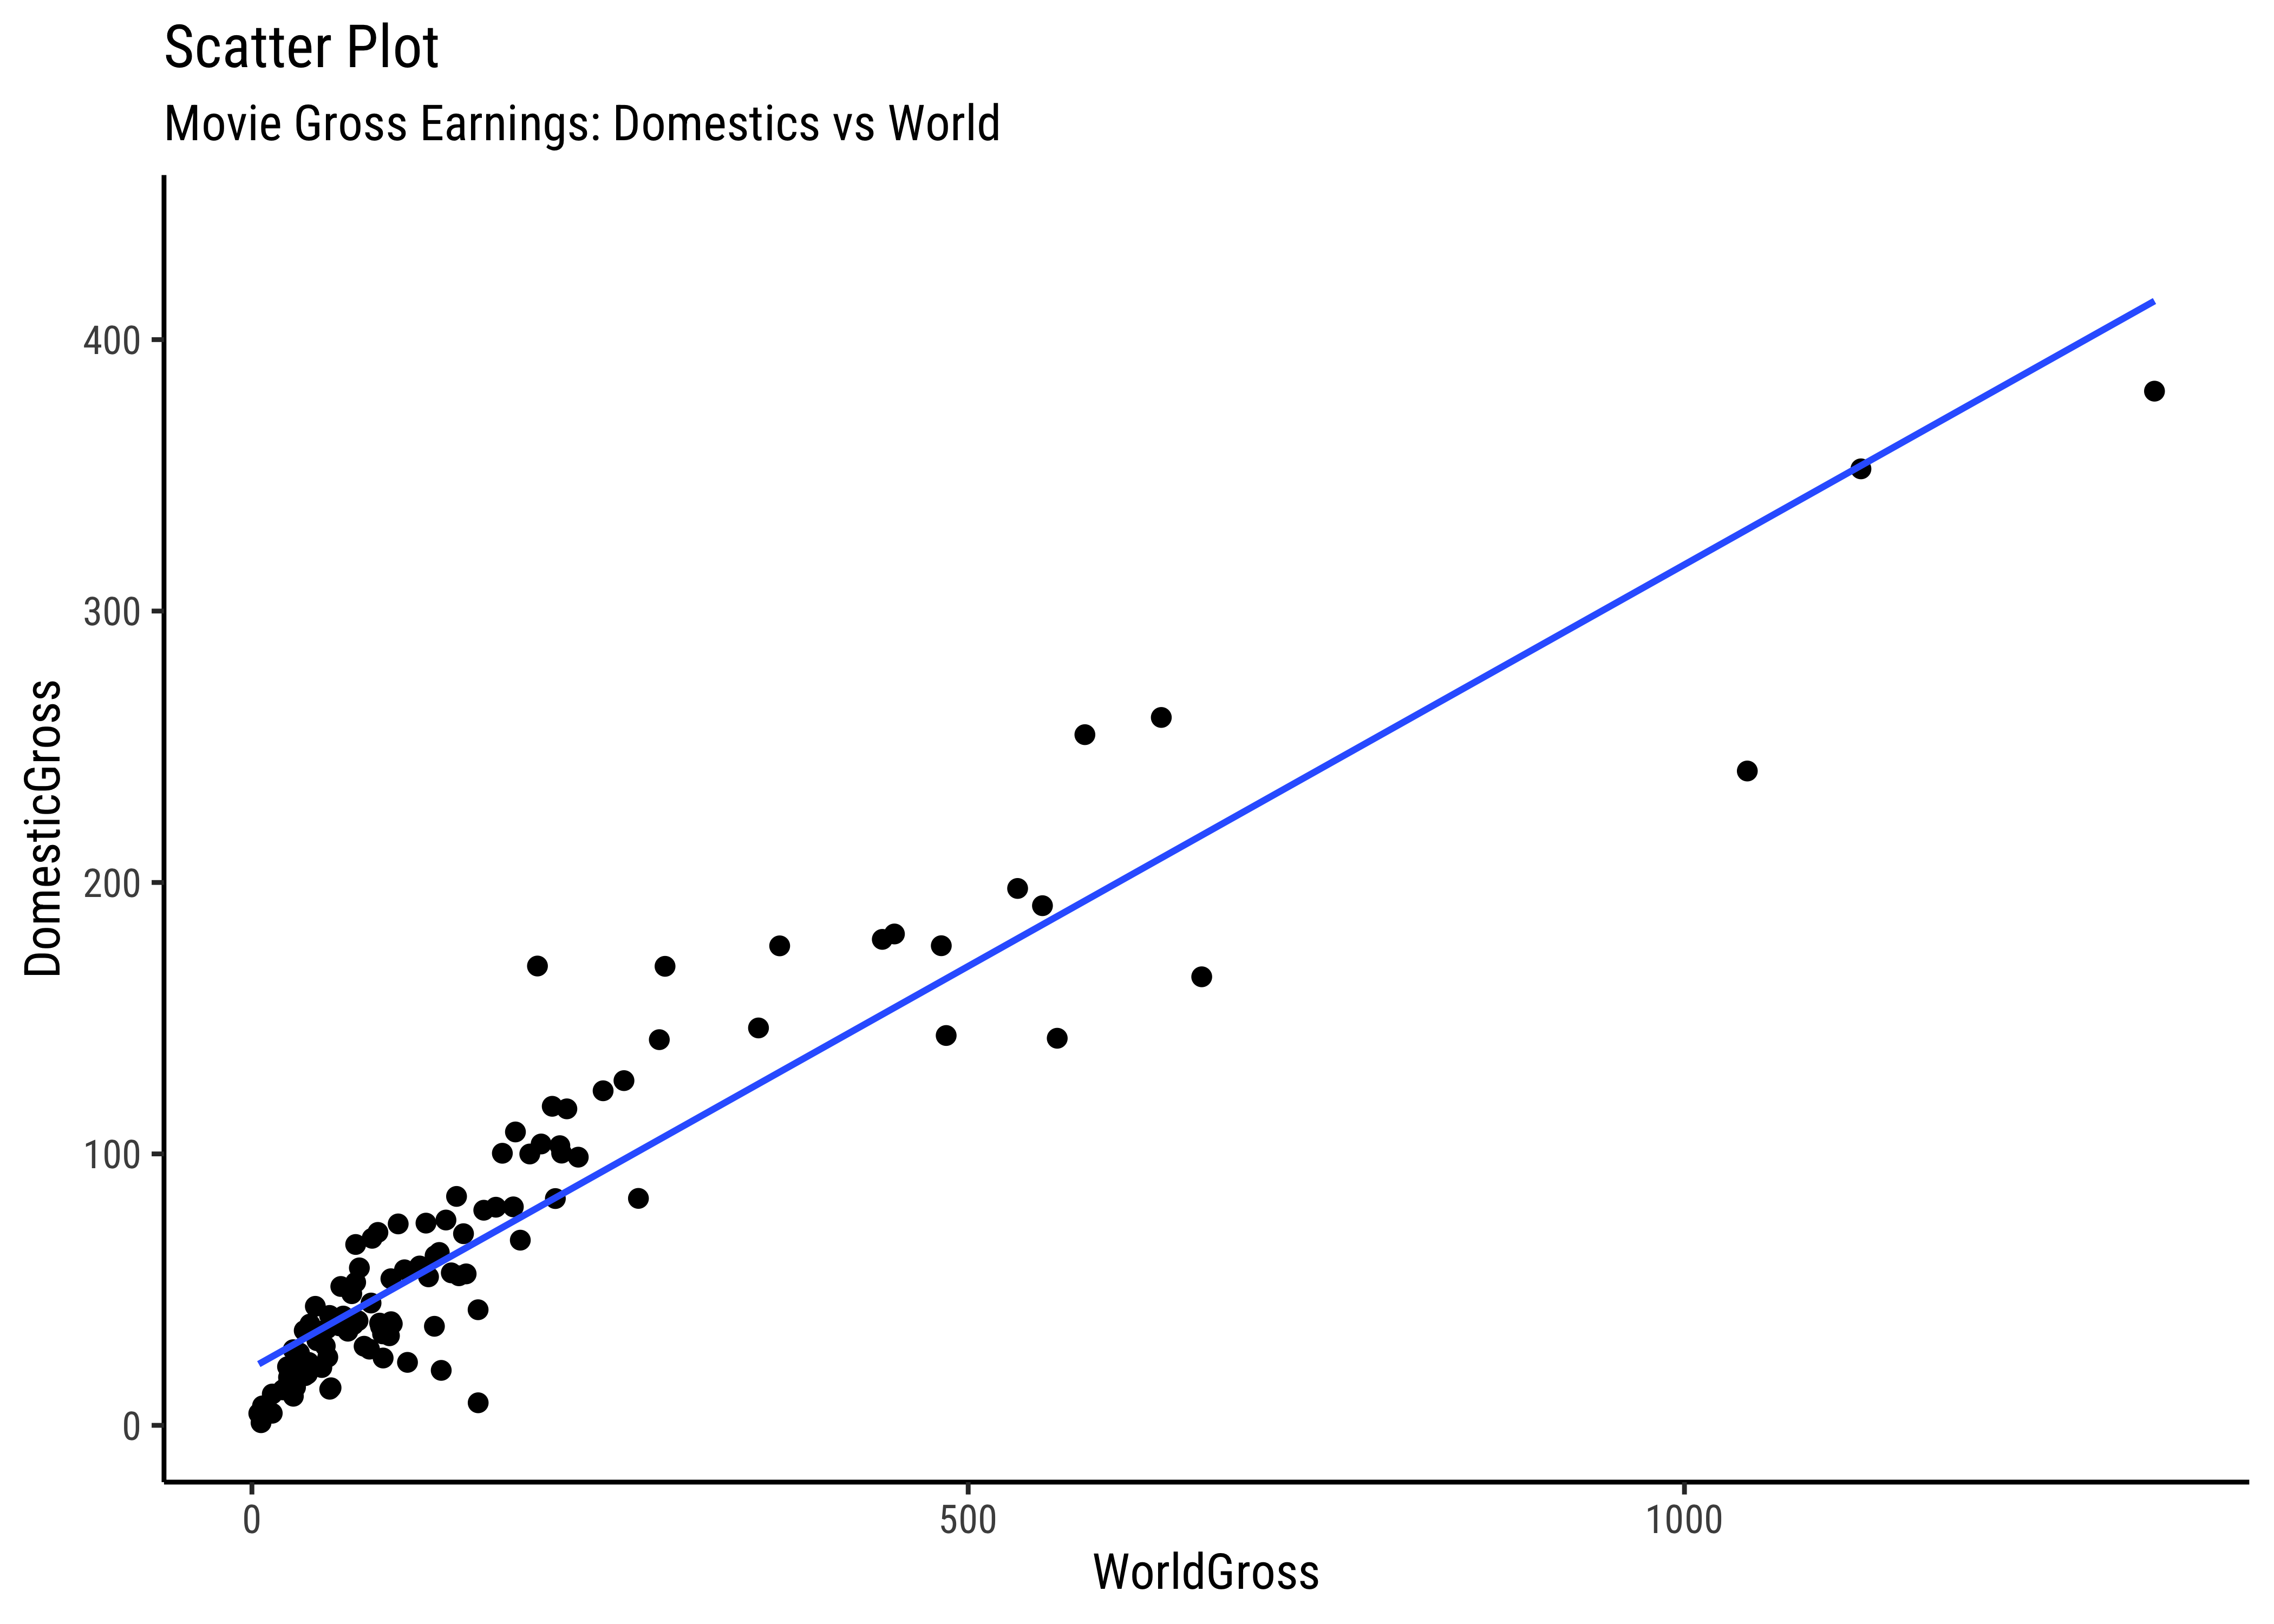 Scatter Plot
Movie Gross Earnings: Domestics vs World
DomesticGross
400
300
200
100
0
0
500
1000
WorldGross